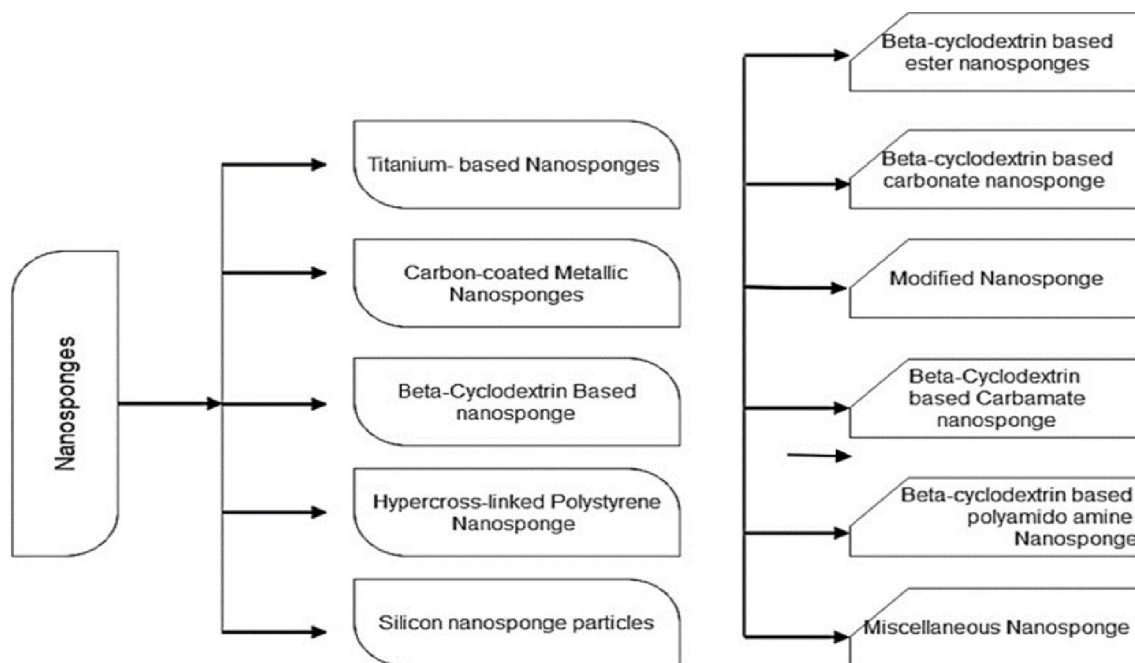 Nanosponges
Titanium- based Nanosponges
Carbon-coated Metallic
Nanosponges
Beta-Cyclodextrin Based
nanosponge
Hypercross-linked Polystyrene
Nanosponge
Silicon nanosponge particles
Beta-cyclodextrin based
ester nanosponges
Beta-cyclodextrin based
carbonate nanosponge
Modified Nanosponge
Beta-Cyclodextrin
based Carbamate
nanosponge
Beta-cyclodextrin based
polyamido amine
Nanosponge
Miscellaneous Nanosponge